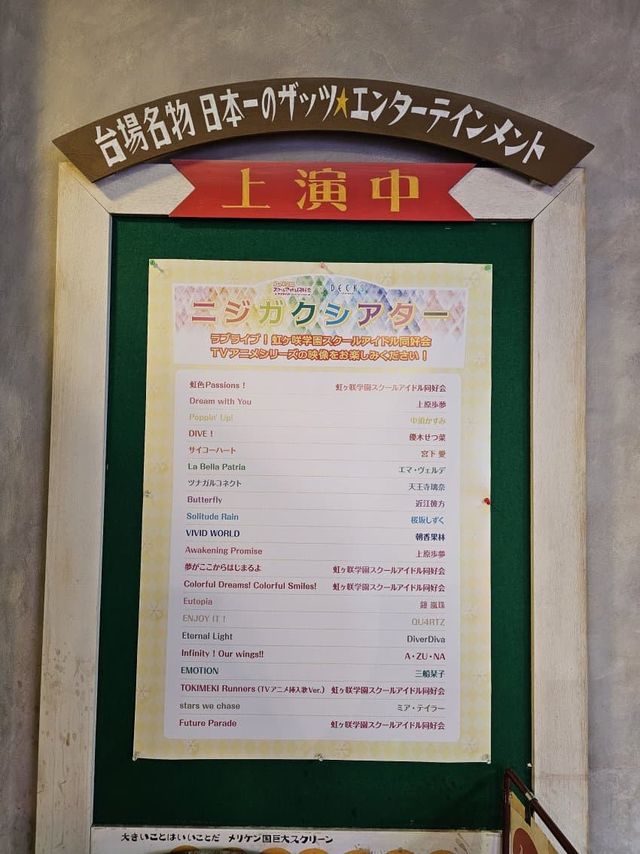 台場名物 日本一のザッツ★エンターテインメント
上演中
DECKS
ニジガクシアター
ラブライブ！虹ヶ咲学園スクールアイドル同好会
TVアニメシリーズの映像をお楽しみください！
虹色Passions！ 虹ヶ咲学園スクールアイドル同好会
Dream with You 上原歩夢
Poppin' Up! 中須かすみ
DIVE！ 優木せつ菜
サイコーハート 宮下 愛
La Bella Patria エマ・ヴェルデ
ツナガルコネクト 天王寺璃奈
Butterfly 近江彼方
Solitude Rain 桜坂しずく
VIVID WORLD 朝香果林
Awakening Promise 上原歩夢
夢がここからはじまるよ 虹ヶ咲学園スクールアイドル同好会
Colorful Dreams! Colorful Smiles! 虹ヶ咲学園スクールアイドル同好会
Eutopia 鐘 嵐珠
ENJOY IT！ QU4RTZ
Eternal Light DiverDiva
Infinity！Our wings!! A・ZU・NA
EMOTION 三船栞子
TOKIMEKI Runners (TVアニメ挿入歌Ver.) 虹ヶ咲学園スクールアイドル同好会
stars we chase ミア・テイラー
Future Parade 虹ヶ咲学園スクールアイドル同好会
大きいことはいいことだ メリケン国巨大スクリーン